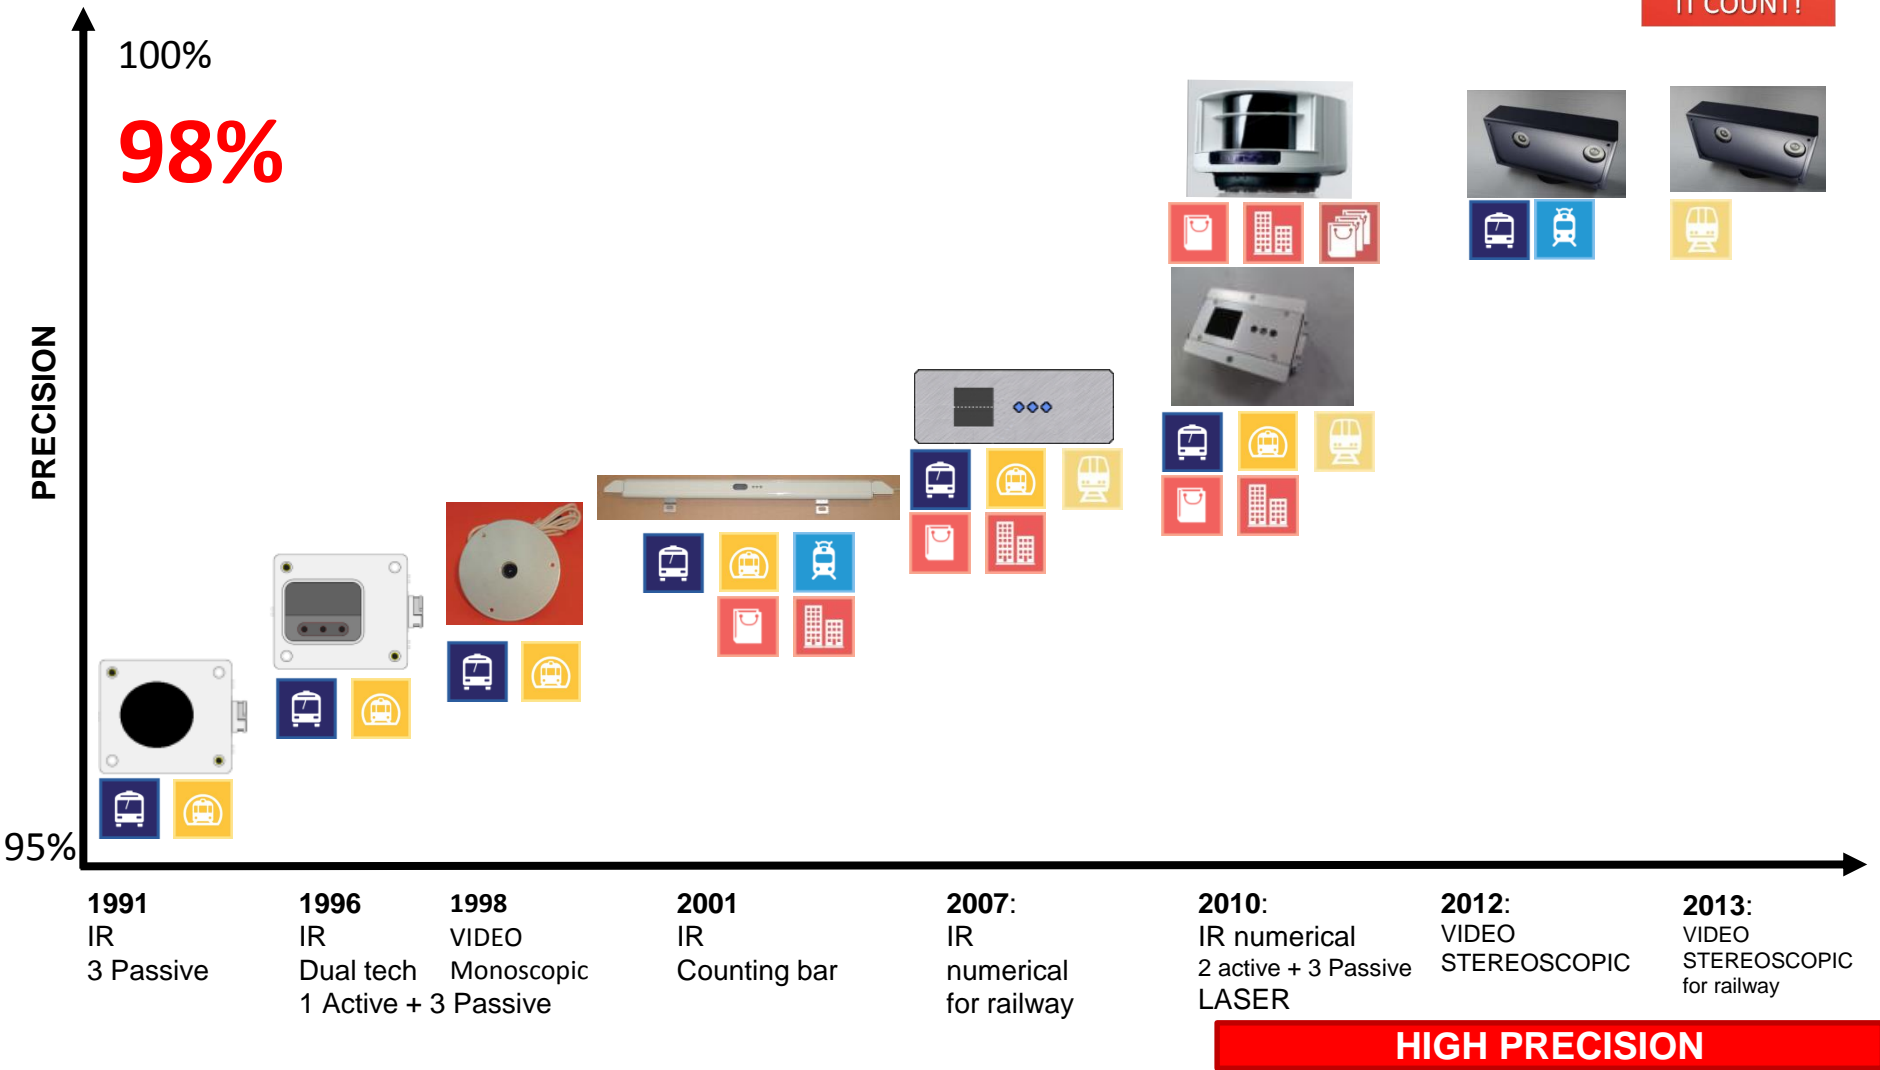 IT COUNT!
100%
98%
PRECISION
95%
1991
IR
3 Passive
1996
IR
Dual tech
1 Active + 3 Passive
1998
VIDEO
Monoscopic
2001
IR
Counting bar
2007:
IR
numerical
for railway
2010:
IR numerical
2 active + 3 Passive
LASER
2012:
VIDEO
STEREOSCOPIC
2013:
VIDEO
STEREOSCOPIC
for railway
HIGH PRECISION